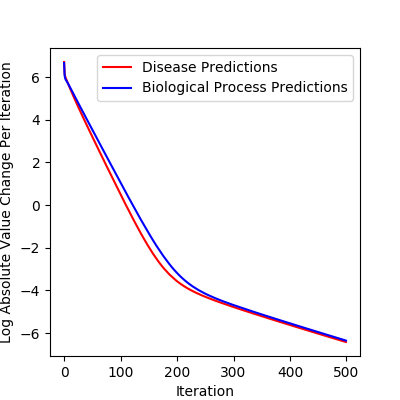 Disease Predictions
Biological Process Predictions
Log Absolute Value Change Per Iteration
6
4
2
0
−2
−4
−6
0 100 200 300 400 500
Iteration